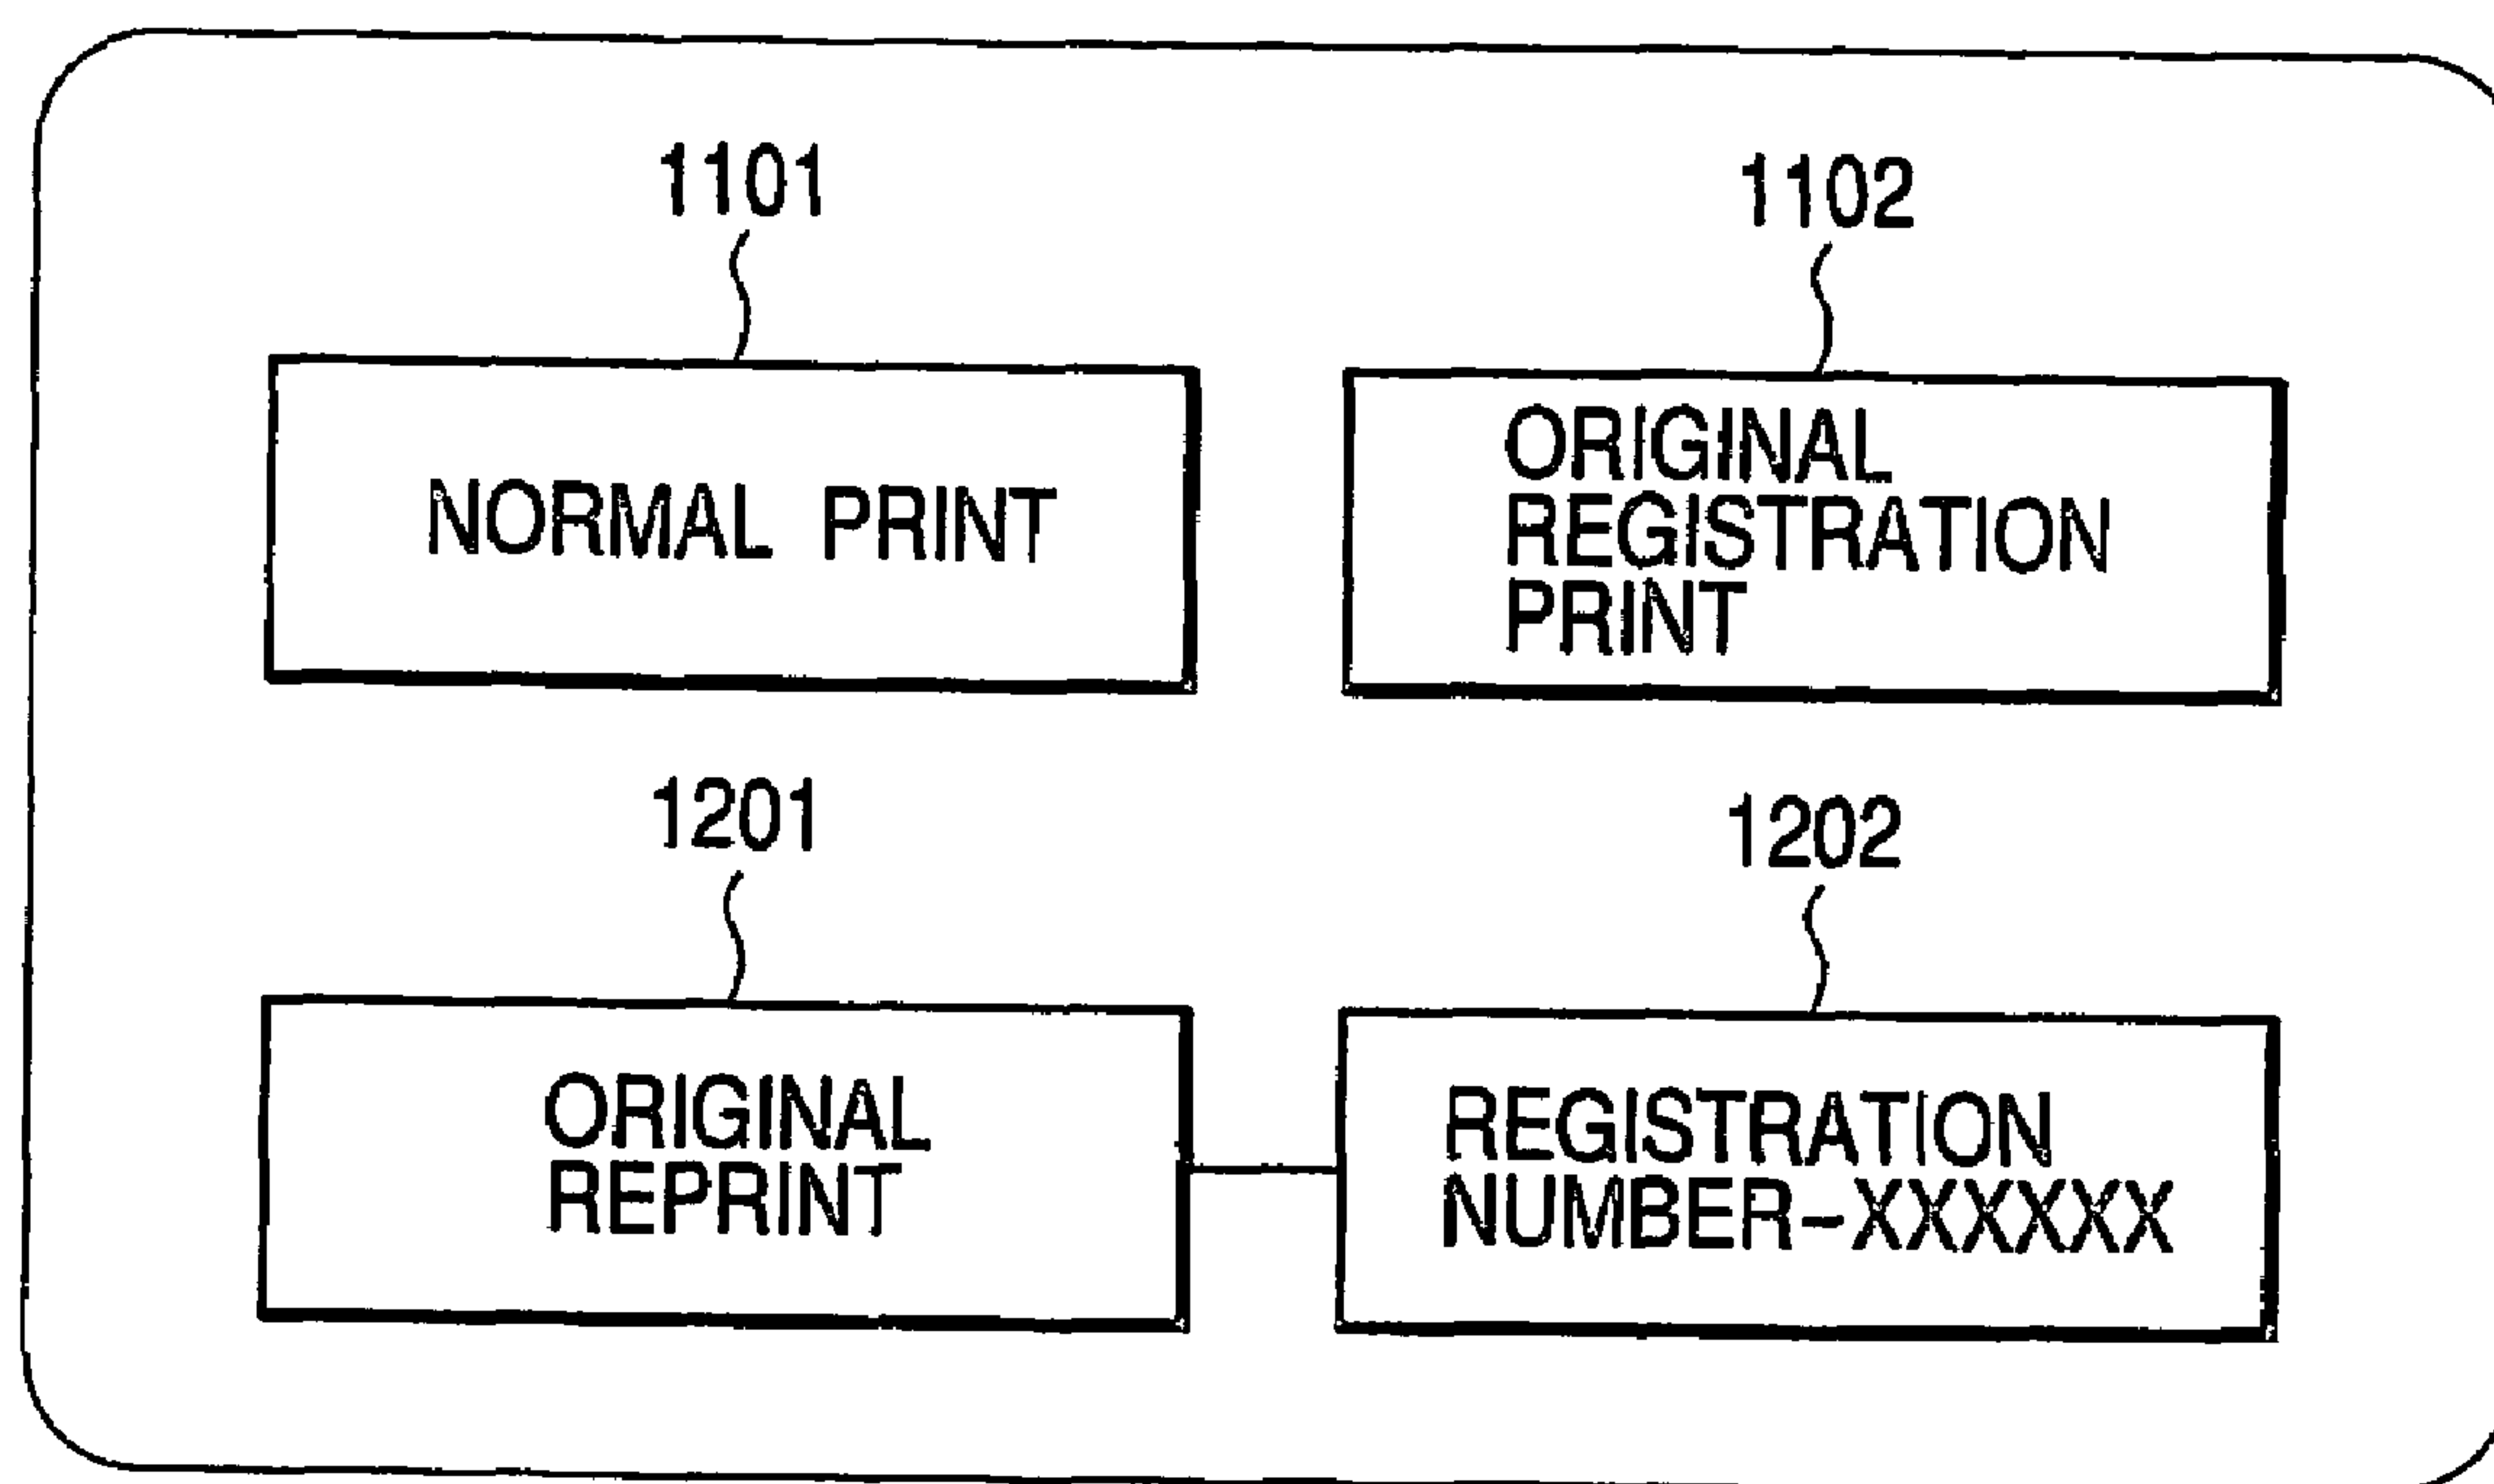 1101
1102
NORMAL PRINT
ORIGINAL
REGISTRATION
PRINT
1201
1202
ORIGINAL
REPRINT
REGISTRATION
NUMBER-XXXXXX